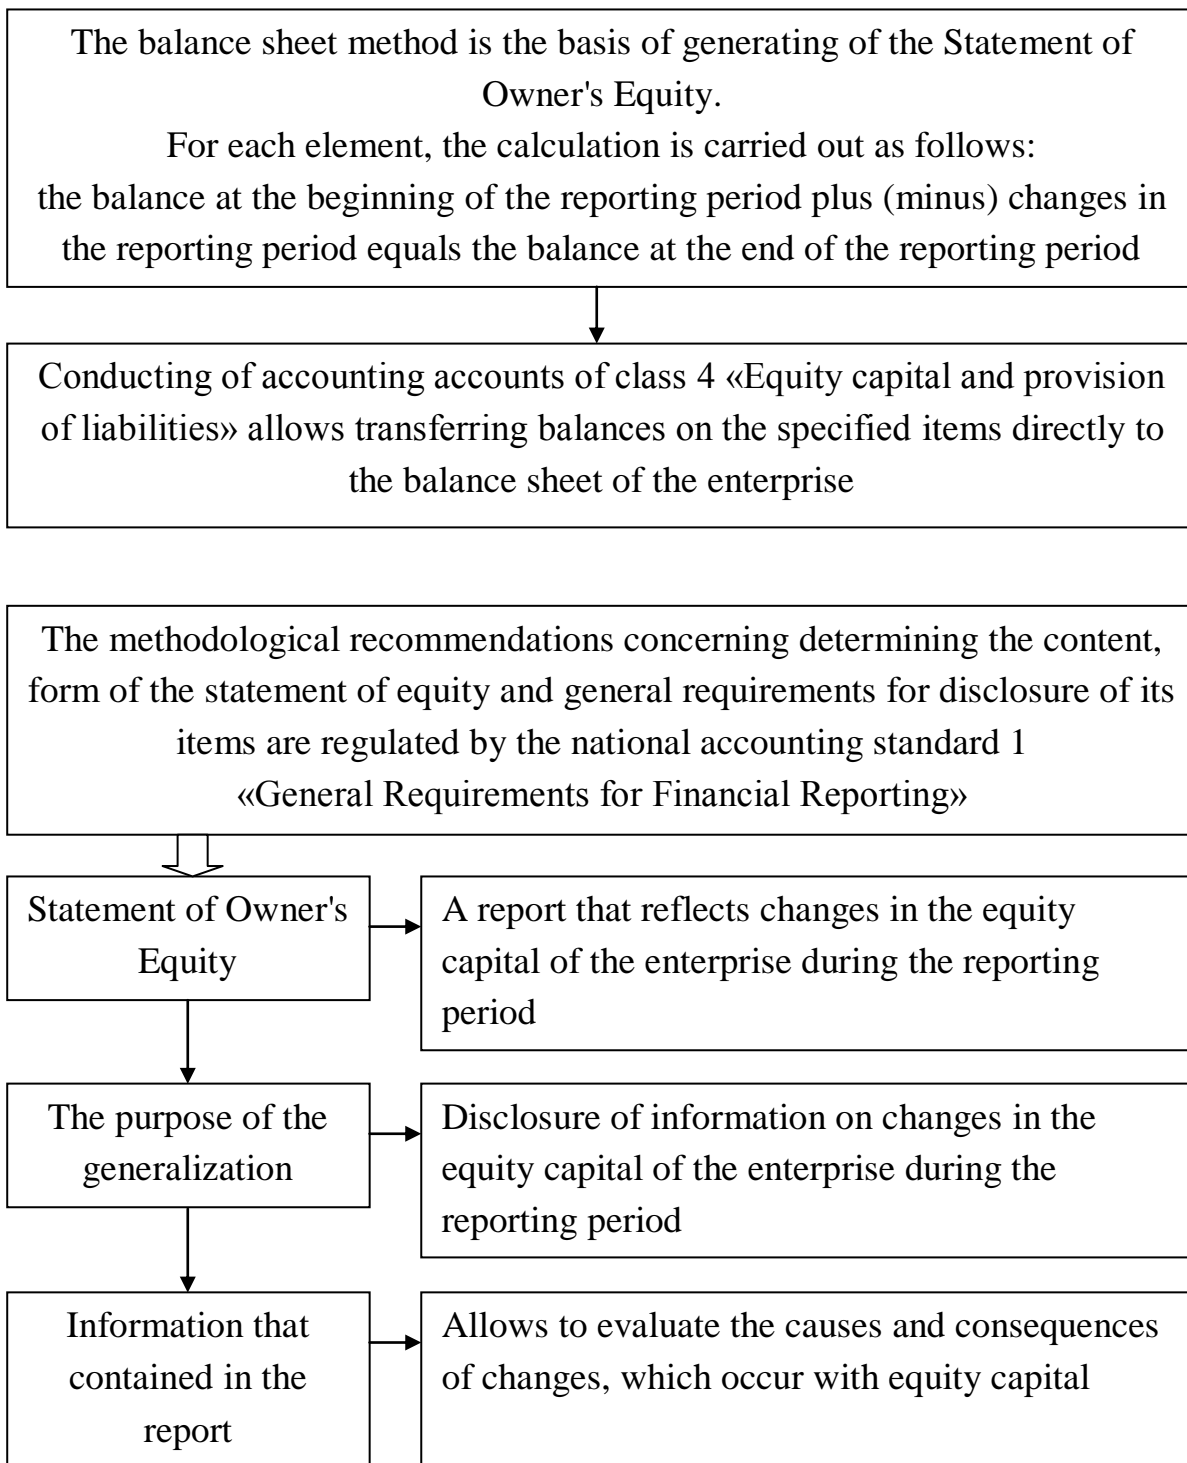 The balance sheet method is the basis of generating of the Statement of
Owner's Equity.
For each element, the calculation is carried out as follows:
the balance at the beginning of the reporting period plus (minus) changes in
the reporting period equals the balance at the end of the reporting period
Conducting of accounting accounts of class 4 «Equity capital and provision
of liabilities» allows transferring balances on the specified items directly to
the balance sheet of the enterprise
The methodological recommendations concerning determining the content,
form of the statement of equity and general requirements for disclosure of its
items are regulated by the national accounting standard 1
«General Requirements for Financial Reporting»
Statement of Owner's
Equity
A report that reflects changes in the equity
capital of the enterprise during the reporting
period
The purpose of the
generalization
Disclosure of information on changes in the
equity capital of the enterprise during the
reporting period
Information that
contained in the
report
Allows to evaluate the causes and consequences
of changes, which occur with equity capital